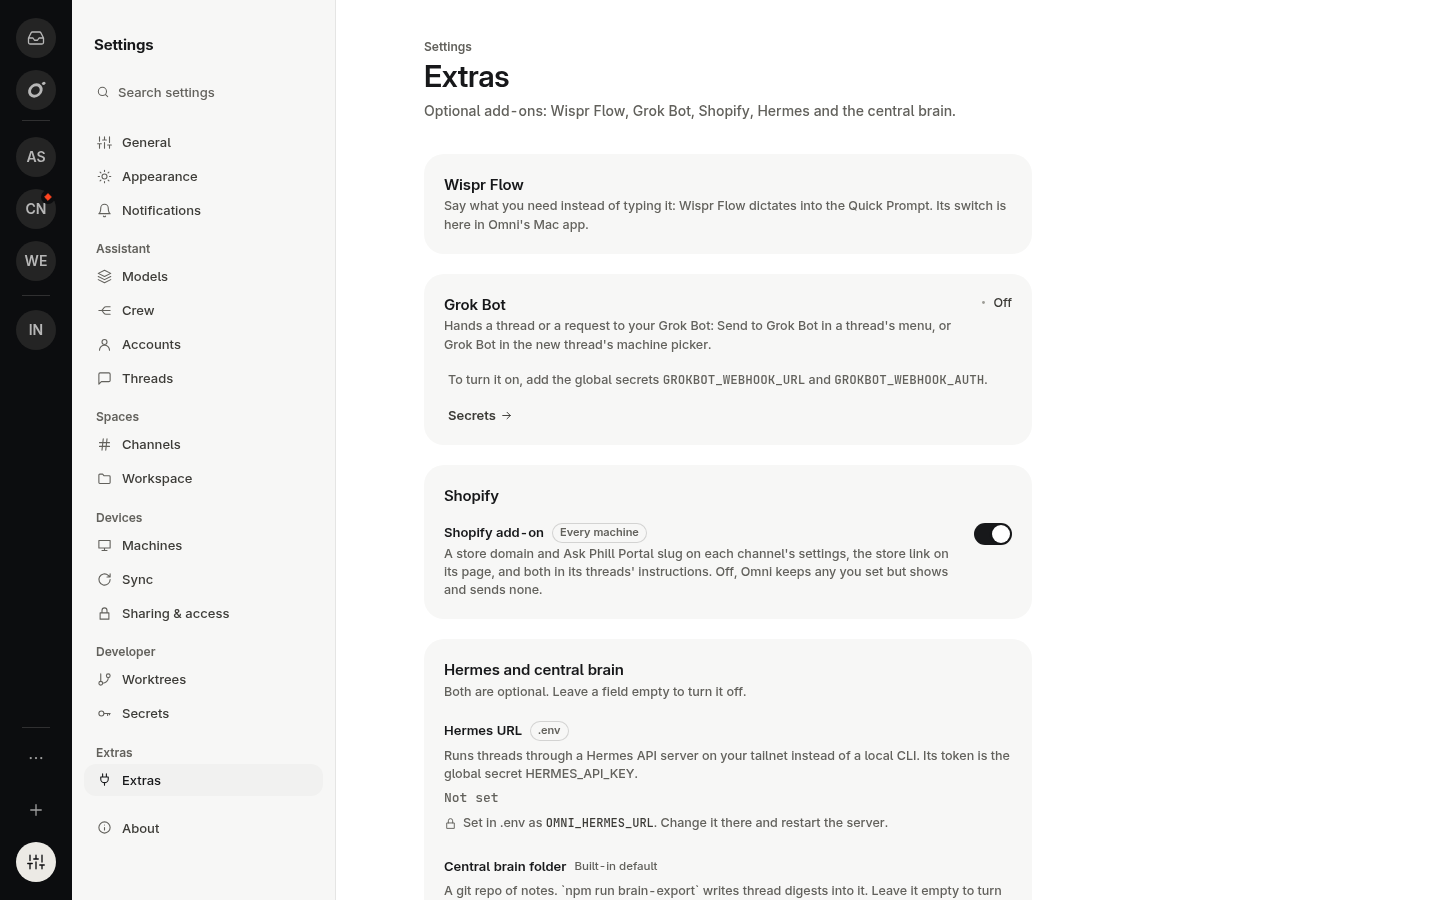 Settings
Search settings
General
Appearance
Notifications
Assistant
Models
Crew
Accounts
Threads
Spaces
Channels
Workspace
Devices
Machines
Sync
Sharing & access
Developer
Worktrees
Secrets
Extras
Extras
About
AS
CN
WE
IN
Settings
Extras
Optional add-ons: Wispr Flow, Grok Bot, Shopify, Hermes and the central brain.
Wispr Flow
Say what you need instead of typing it: Wispr Flow dictates into the Quick Prompt. Its switch is
here in Omni's Mac app.
Grok Bot
Off
Hands a thread or a request to your Grok Bot: Send to Grok Bot in a thread's menu, or
Grok Bot in the new thread's machine picker.
To turn it on, add the global secrets GROKBOT_WEBHOOK_URL and GROKBOT_WEBHOOK_AUTH.
Secrets →
Shopify
Shopify add-on Every machine
A store domain and Ask Phill Portal slug on each channel's settings, the store link on
its page, and both in its threads' instructions. Off, Omni keeps any you set but shows
and sends none.
Hermes and central brain
Both are optional. Leave a field empty to turn it off.
Hermes URL .env
Runs threads through a Hermes API server on your tailnet instead of a local CLI. Its token is the
global secret HERMES_API_KEY.
Not set
Set in .env as OMNI_HERMES_URL. Change it there and restart the server.
Central brain folder Built-in default
A git repo of notes. `npm run brain-export` writes thread digests into it. Leave it empty to turn